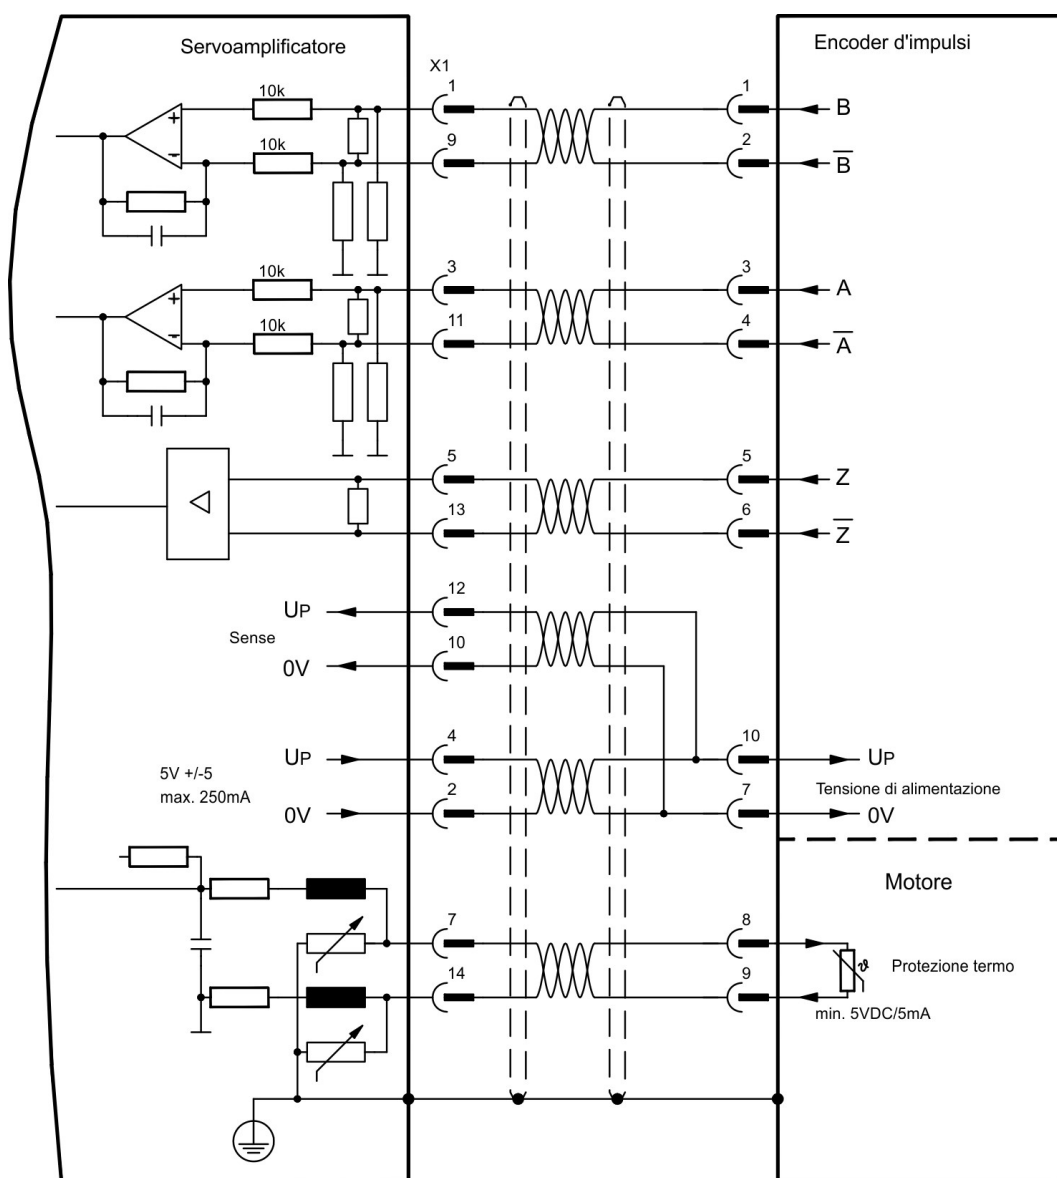 Servoamplificatore
Encoder d'impulsi
X1
10k
1
1
B
10k
9
2
B̅
10k
3
3
A
10k
11
4
A̅
5
5
Z
13
6
Z̅
UP
12
Sense
0V
10
UP
4
10
UP
5V +/-5
max. 250mA
Tensione di alimentazione
0V
2
7
0V
Motore
7
8
14
9
ϑ
Protezione termo
min. 5VDC/5mA